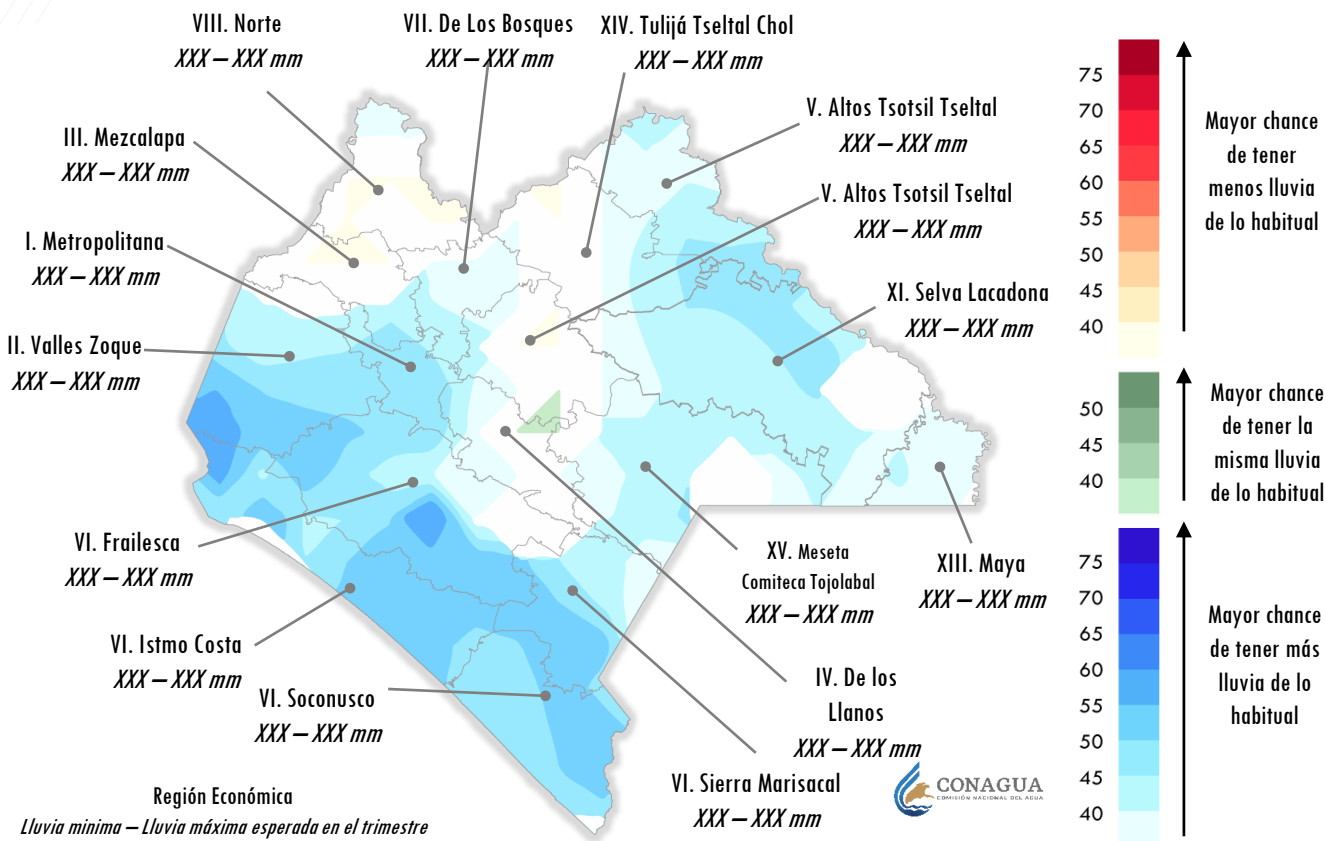 VIII. Norte
XXX – XXX mm
VII. De Los Bosques
XXX – XXX mm
XIV. Tulijá Tseltal Chol
XXX – XXX mm
V. Altos Tsotsil Tseltal
XXX – XXX mm
III. Mezcalapa
XXX – XXX mm
V. Altos Tsotsil Tseltal
XXX – XXX mm
I. Metropolitana
XXX – XXX mm
XI. Selva Lacadona
XXX – XXX mm
II. Valles Zoque
XXX – XXX mm
VI. Frailesca
XXX – XXX mm
XV. Meseta
Comiteca Tojolabal
XXX – XXX mm
XIII. Maya
XXX – XXX mm
VI. Istmo Costa
XXX – XXX mm
IV. De los
Llanos
XXX – XXX mm
VI. Soconusco
XXX – XXX mm
VI. Sierra Marisacal
XXX – XXX mm
Región Económica
Lluvia minima – Lluvia máxima esperada en el trimestre
CONAGUA
COMISIÓN NACIONAL DEL AGUA
75
70
65
60
55
50
45
40
Mayor chance
de tener
menos lluvia
de lo habitual
50
45
40
Mayor chance
de tener la
misma lluvia
de lo habitual
75
70
65
60
55
50
45
40
Mayor chance
de tener más
lluvia de lo
habitual